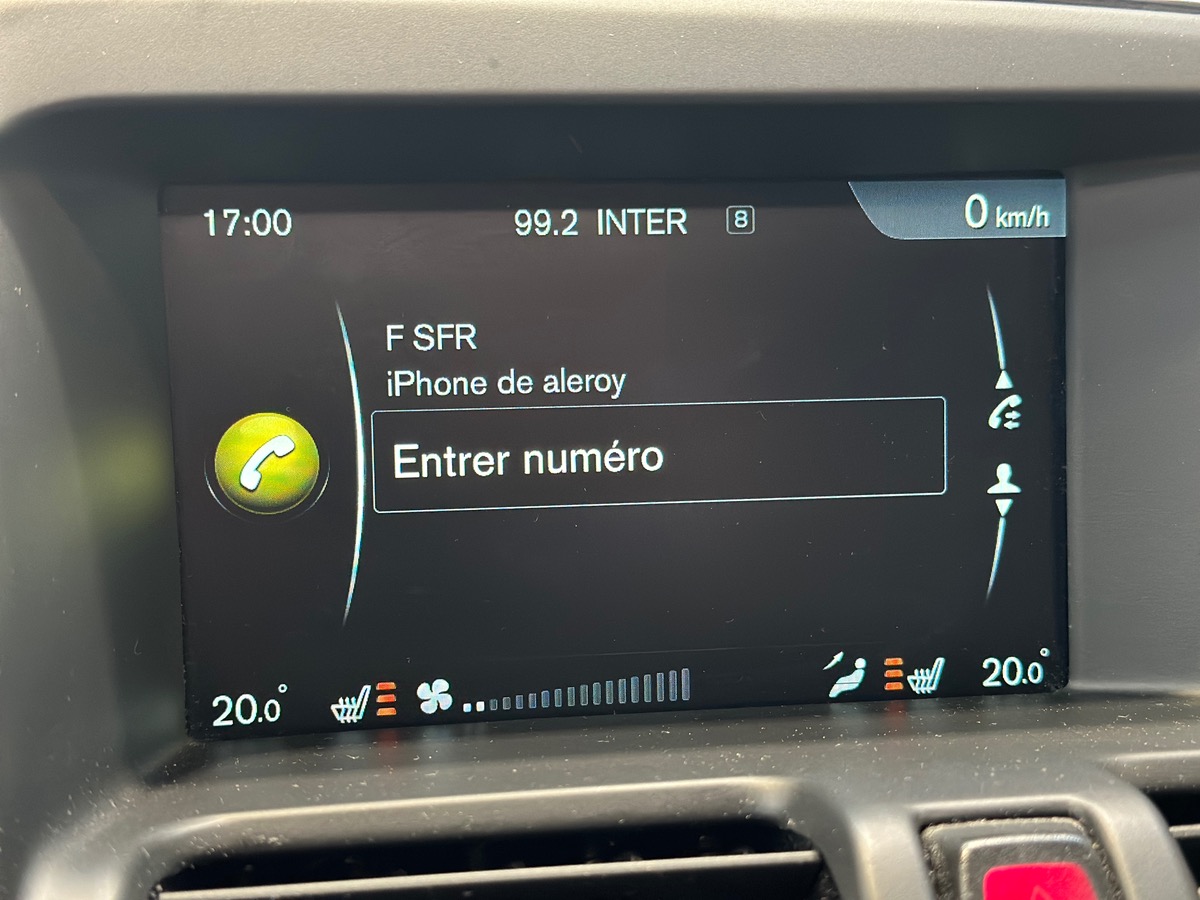 17:00 99.2 INTER 8 0 km/h
F SFR
iPhone de aleroy
Entrer numéro
20.0° 20.0°